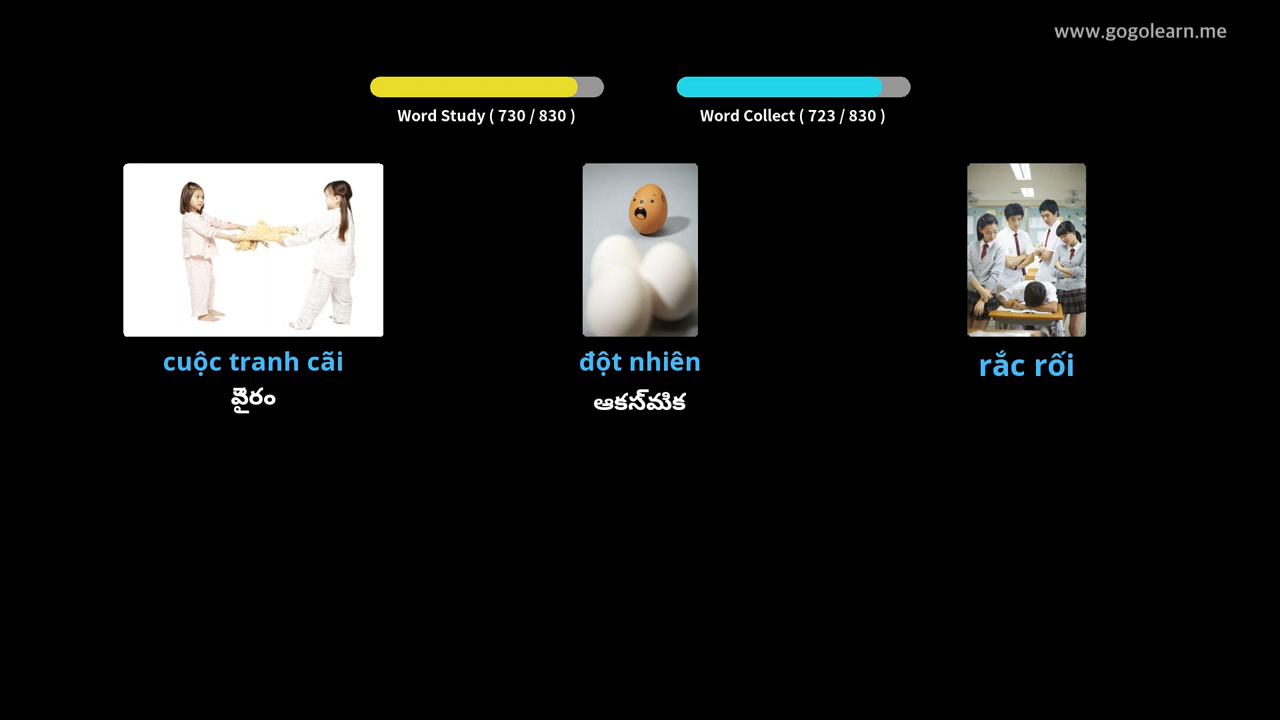 www.gogolearn.me
Word Study ( 730 / 830 )
Word Collect ( 723 / 830 )
cuộc tranh cãi
đột nhiên
rắc rối
వైరం
ఆకస్మిక